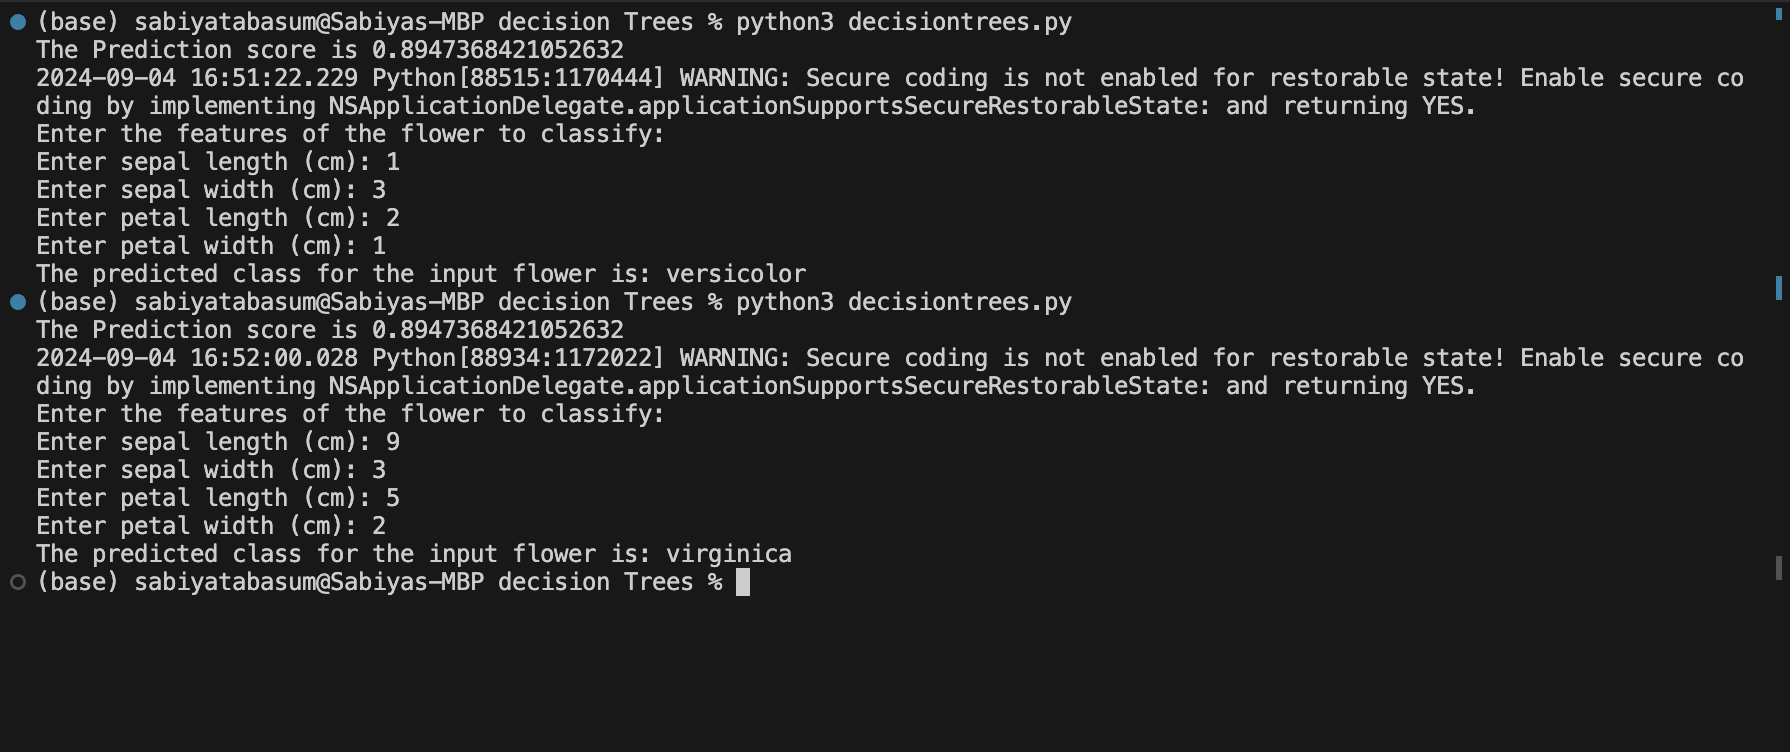 (base) sabiyatabasum@Sabiyas-MBP decision Trees % python3 decisiontrees.py
The Prediction score is 0.8947368421052632
2024-09-04 16:51:22.229 Python[88515:1170444] WARNING: Secure coding is not enabled for restorable state! Enable secure co
ding by implementing NSApplicationDelegate.applicationSupportsSecureRestorableState: and returning YES.
Enter the features of the flower to classify:
Enter sepal length (cm): 1
Enter sepal width (cm): 3
Enter petal length (cm): 2
Enter petal width (cm): 1
The predicted class for the input flower is: versicolor
(base) sabiyatabasum@Sabiyas-MBP decision Trees % python3 decisiontrees.py
The Prediction score is 0.8947368421052632
2024-09-04 16:52:00.028 Python[88934:1172022] WARNING: Secure coding is not enabled for restorable state! Enable secure co
ding by implementing NSApplicationDelegate.applicationSupportsSecureRestorableState: and returning YES.
Enter the features of the flower to classify:
Enter sepal length (cm): 9
Enter sepal width (cm): 3
Enter petal length (cm): 5
Enter petal width (cm): 2
The predicted class for the input flower is: virginica
(base) sabiyatabasum@Sabiyas-MBP decision Trees %